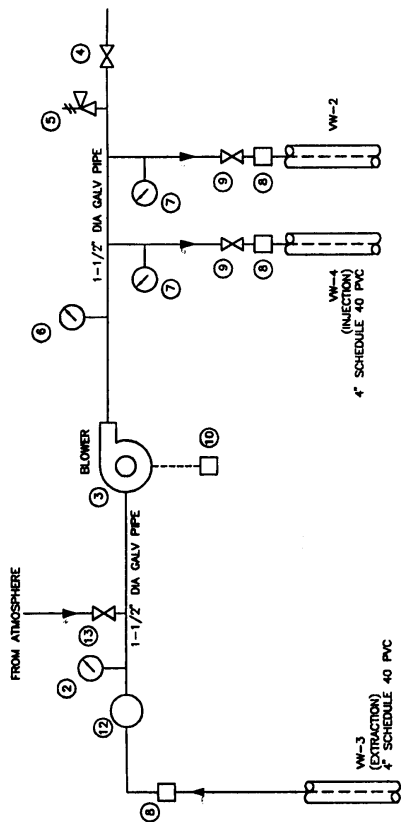 FROM ATMOSPHERE
13
2
12
1-1/2" DIA GALV PIPE
8
VW-3
(EXTRACTION)
4" SCHEDULE 40 PVC
3
BLOWER
10
6
1-1/2" DIA GALV PIPE
5
4
7
7
9
9
8
8
VW-4
(INJECTION)
4" SCHEDULE 40 PVC
VW-2